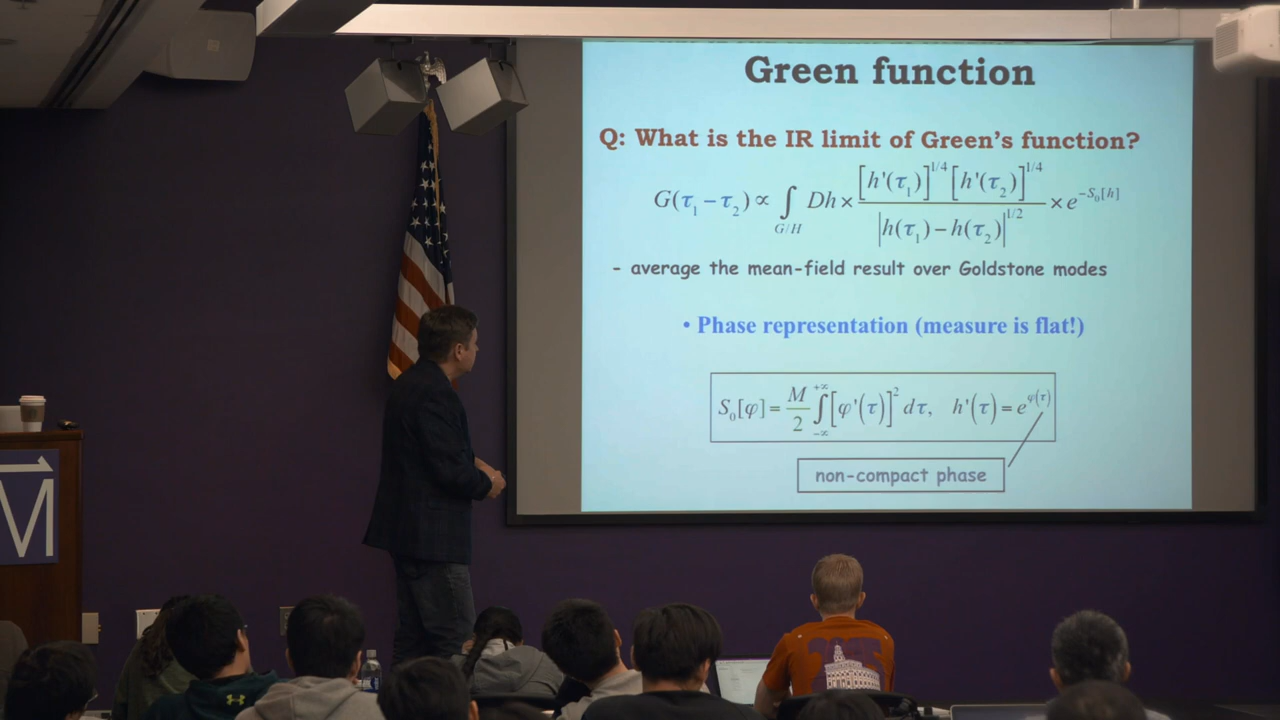 Green function
Q: What is the IR limit of Green's function?
G(τ₁−τ₂) ∝ ∫_{G/H} Dh × [h'(τ₁)]^{1/4} [h'(τ₂)]^{1/4} / |h(τ₁)−h(τ₂)|^{1/2} × e^{−S₀[h]}
- average the mean-field result over Goldstone modes
• Phase representation (measure is flat!)
S₀[φ] = M/2 ∫_{−∞}^{+∞} [φ'(τ)]² dτ, h'(τ) = e^{φ(τ)}
non-compact phase
M